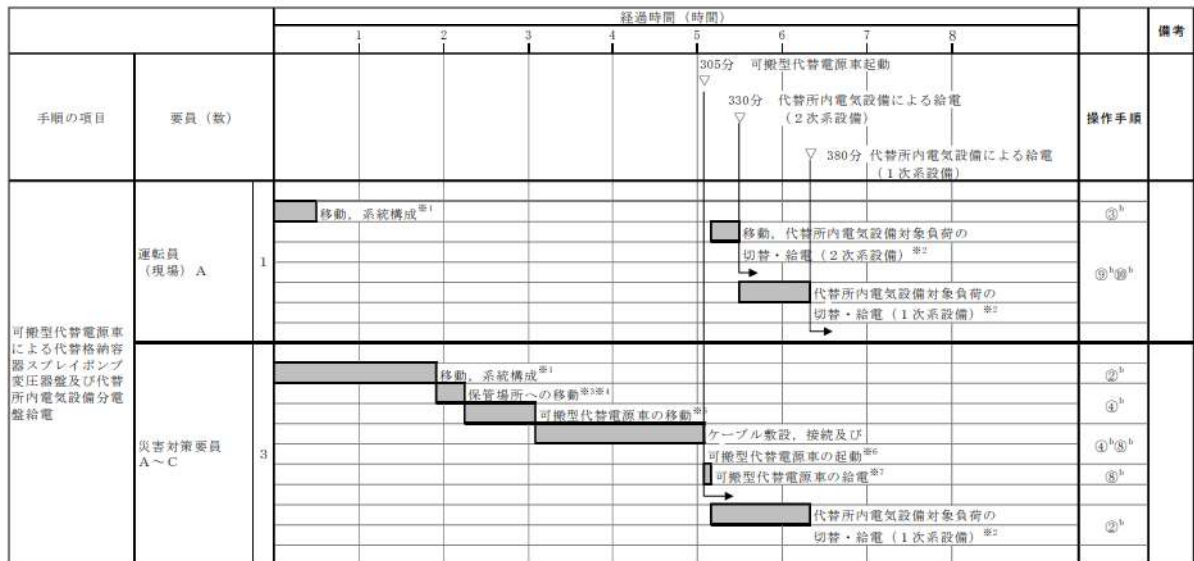 経過時間（時間）
備考
1 2 3 4 5 6 7 8
手順の項目
要員（数）
操作手順
305分 可搬型代替電源車起動
▽
330分 代替所内電気設備による給電
▽ （２次系設備）
▽ 380分 代替所内電気設備による給電
（１次系設備）
可搬型代替電源車
による代替格納容
器スプレイポンプ
変圧器盤及び代替
所内電気設備分電
盤給電
運転員
（現場）Ａ
1
移動，系統構成※1
③ʰ
移動，代替所内電気設備対象負荷の
切替・給電（２次系設備）※2
⑨ʰ⑩ʰ
代替所内電気設備対象負荷の
切替・給電（１次系設備）※2
災害対策要員
Ａ～Ｃ
3
移動，系統構成※1
②ʰ
保管場所への移動※3※4
④ʰ
可搬型代替電源車の移動※5
ケーブル敷設，接続及び
可搬型代替電源車の起動※6
④ʰ⑧ʰ
可搬型代替電源車の給電※7
⑧ʰ
代替所内電気設備対象負荷の
切替・給電（１次系設備）※2
②ʰ